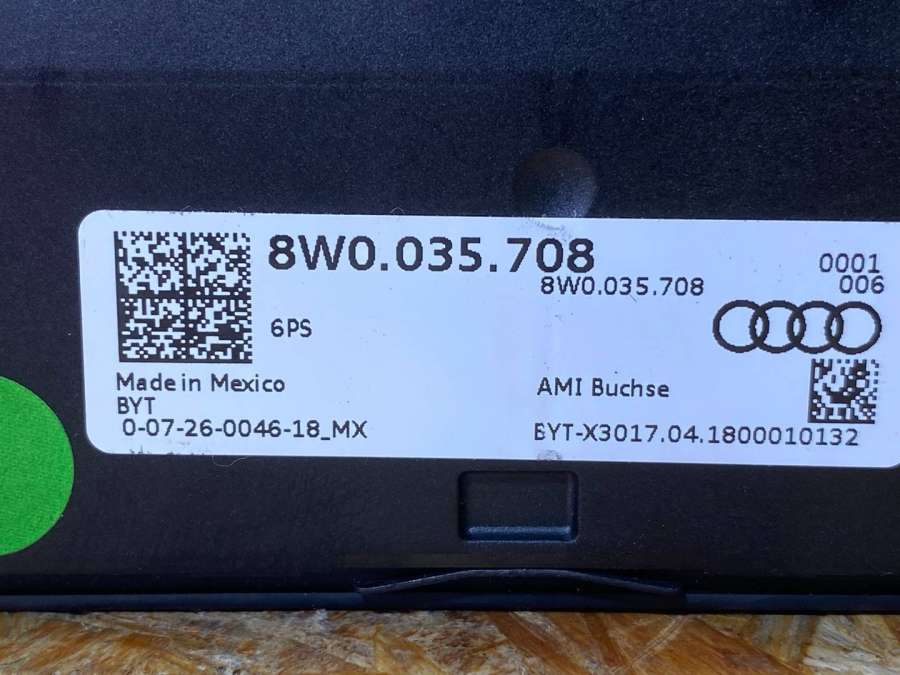 8W0.035.708
0001
8W0.035.708
006
6PS
Made in Mexico
AMI Buchse
BYT
0-07-26-0046-18_MX
BYT-X3017.04.1800010132